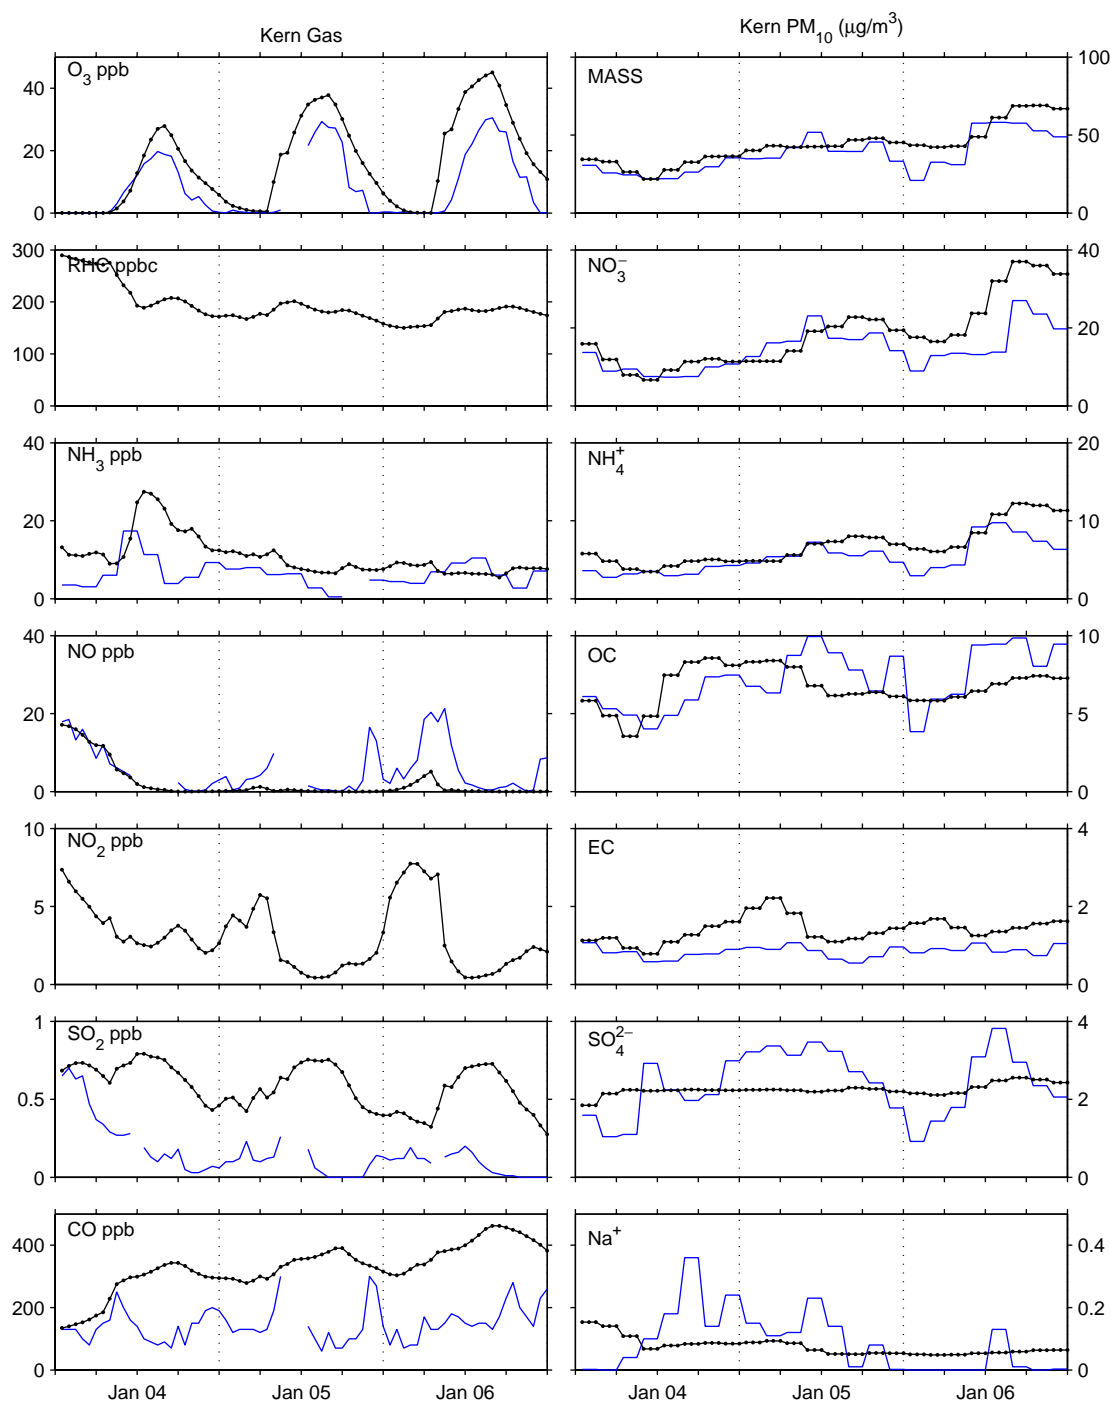 Kern Gas
Kern PM₁₀ (μg/m³)
O₃ ppb
40
20
0
MASS
100
50
0
RHC ppbc
300
200
100
0
NO₃⁻
40
20
0
NH₃ ppb
40
20
0
NH₄⁺
20
10
0
NO ppb
40
20
0
OC
10
5
0
NO₂ ppb
10
5
0
EC
4
2
0
SO₂ ppb
1
0.5
0
SO₄²⁻
4
2
0
CO ppb
400
200
0
Na⁺
0.4
0.2
0
Jan 04 Jan 05 Jan 06
Jan 04 Jan 05 Jan 06